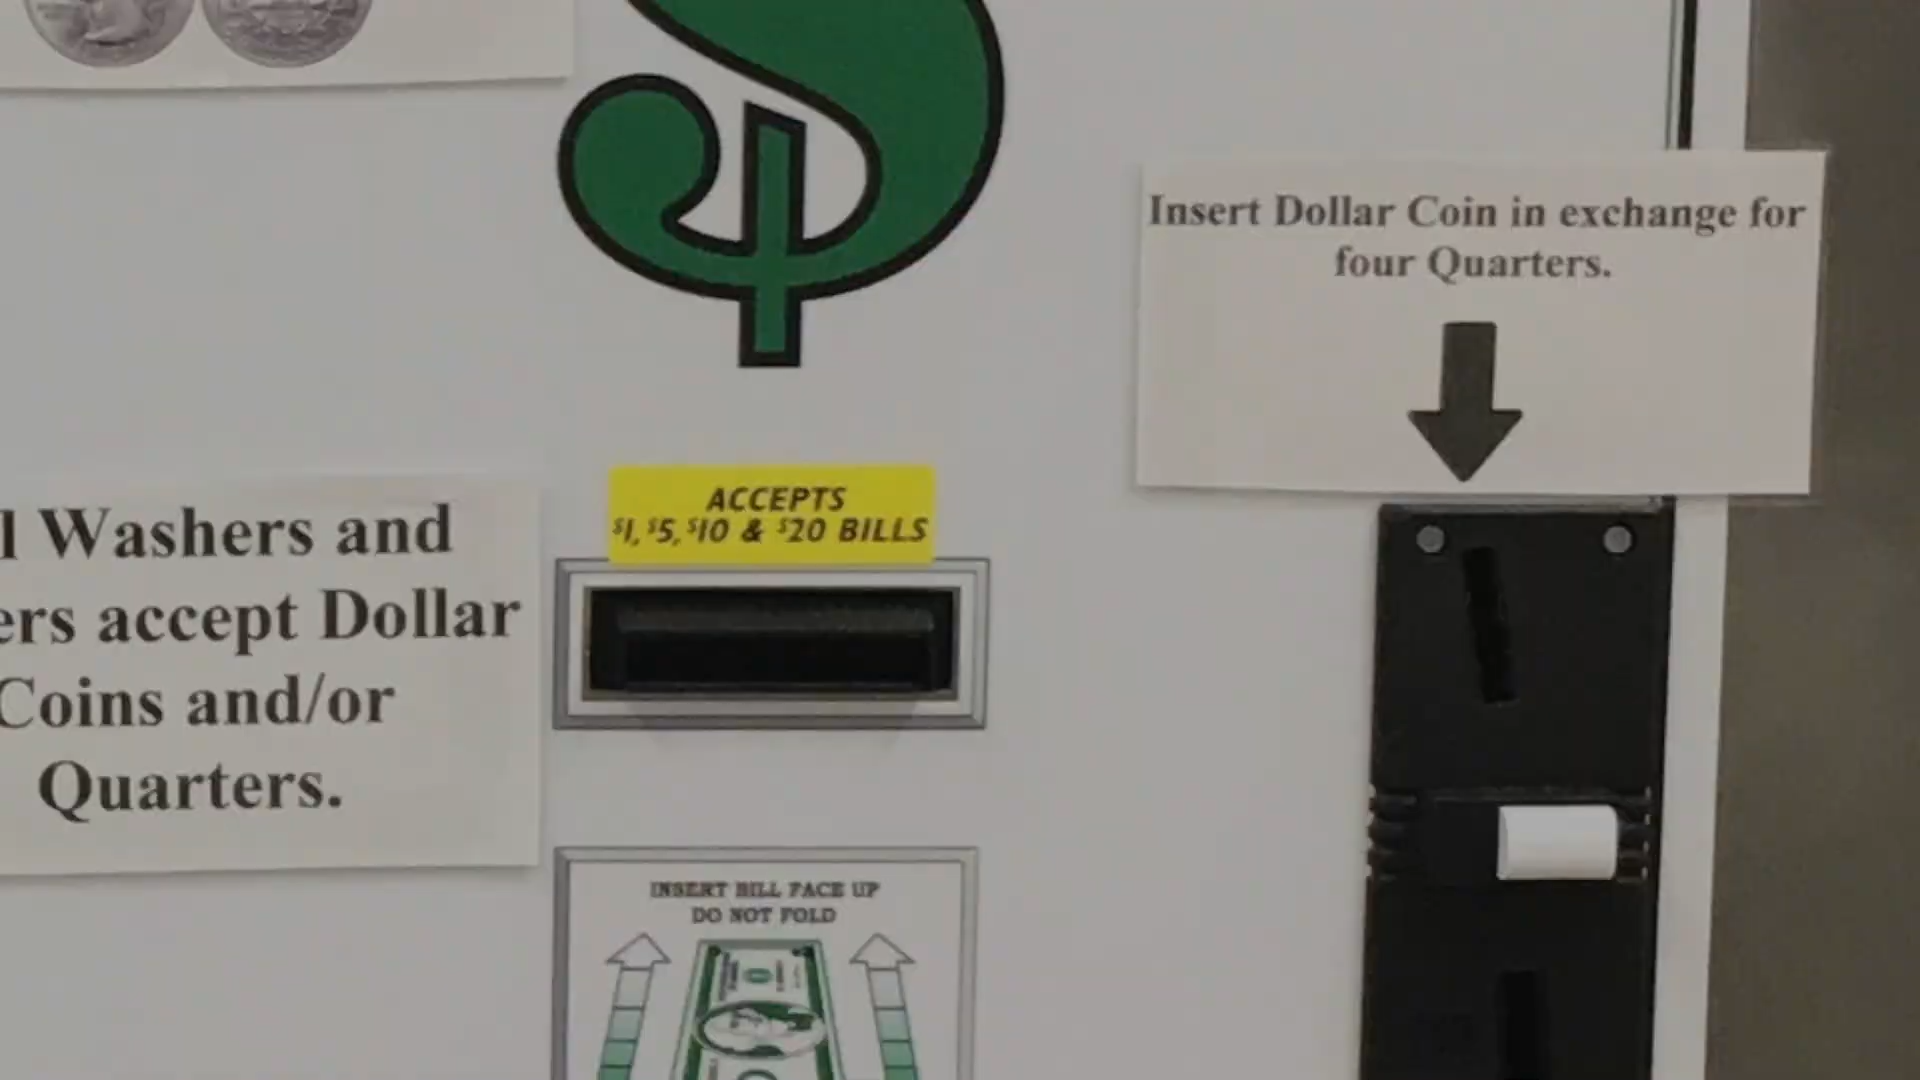 Insert Dollar Coin in exchange for
four Quarters.
ACCEPTS
$1, $5, $10 & $20 BILLS
l Washers and
ers accept Dollar
Coins and/or
Quarters.
INSERT BILL FACE UP
DO NOT FOLD